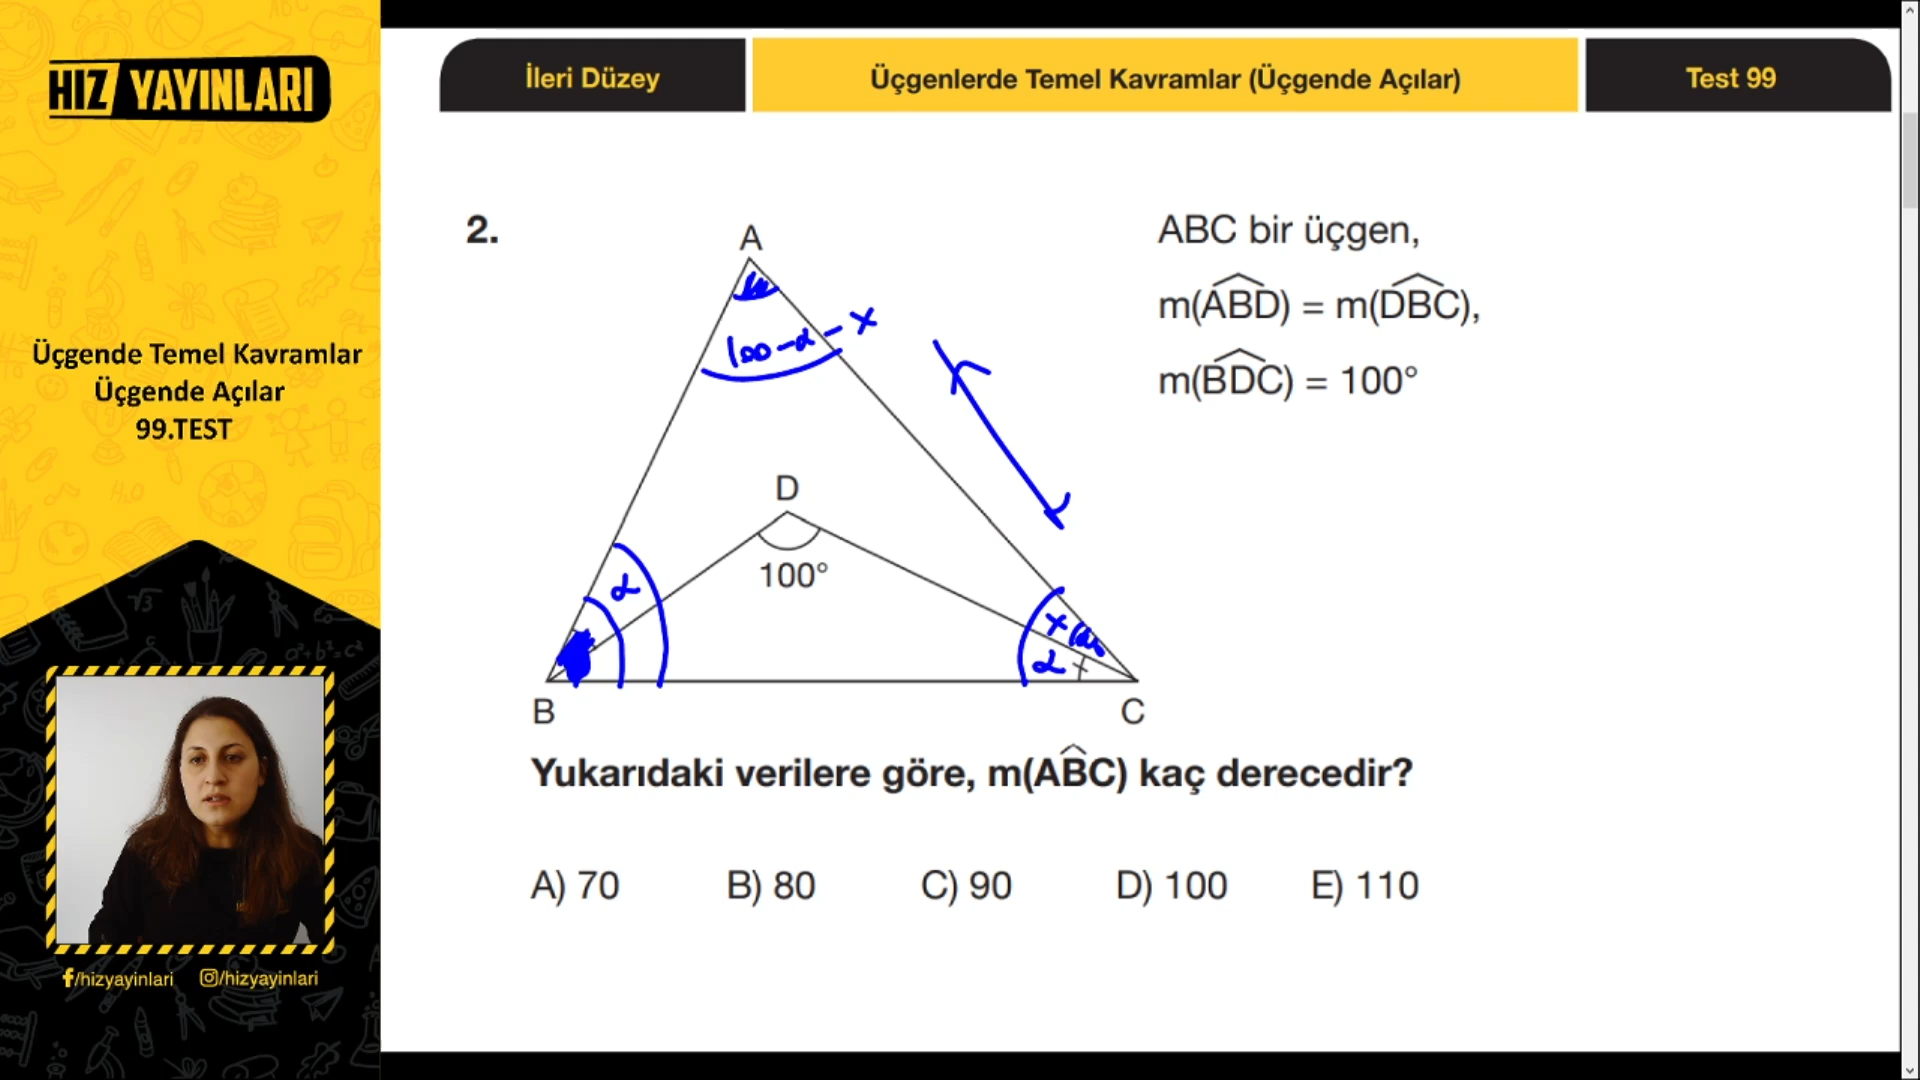 HIZ YAYINLARI
Üçgende Temel Kavramlar
Üçgende Açılar
99.TEST
f/hizyayinlari /hizyayinlari
İleri Düzey
Üçgenlerde Temel Kavramlar (Üçgende Açılar)
Test 99
2.
A
100-α - x
D
100°
α
x
α
B
C
ABC bir üçgen,
m(ABD) = m(DBC),
m(BDC) = 100°
Yukarıdaki verilere göre, m(ABC) kaç derecedir?
A) 70 B) 80 C) 90 D) 100 E) 110